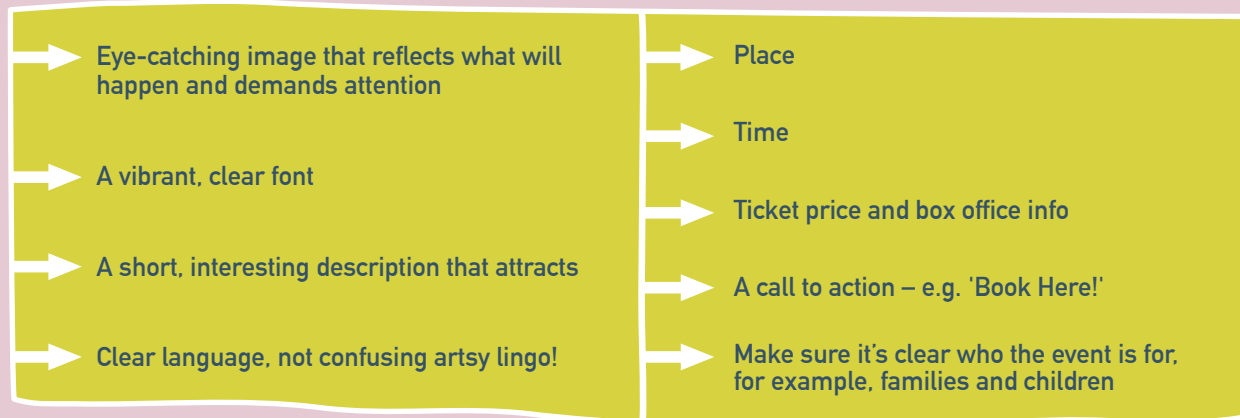 Eye-catching image that reflects what will
happen and demands attention
A vibrant, clear font
A short, interesting description that attracts
Clear language, not confusing artsy lingo!
Place
Time
Ticket price and box office info
A call to action – e.g. 'Book Here!'
Make sure it's clear who the event is for,
for example, families and children